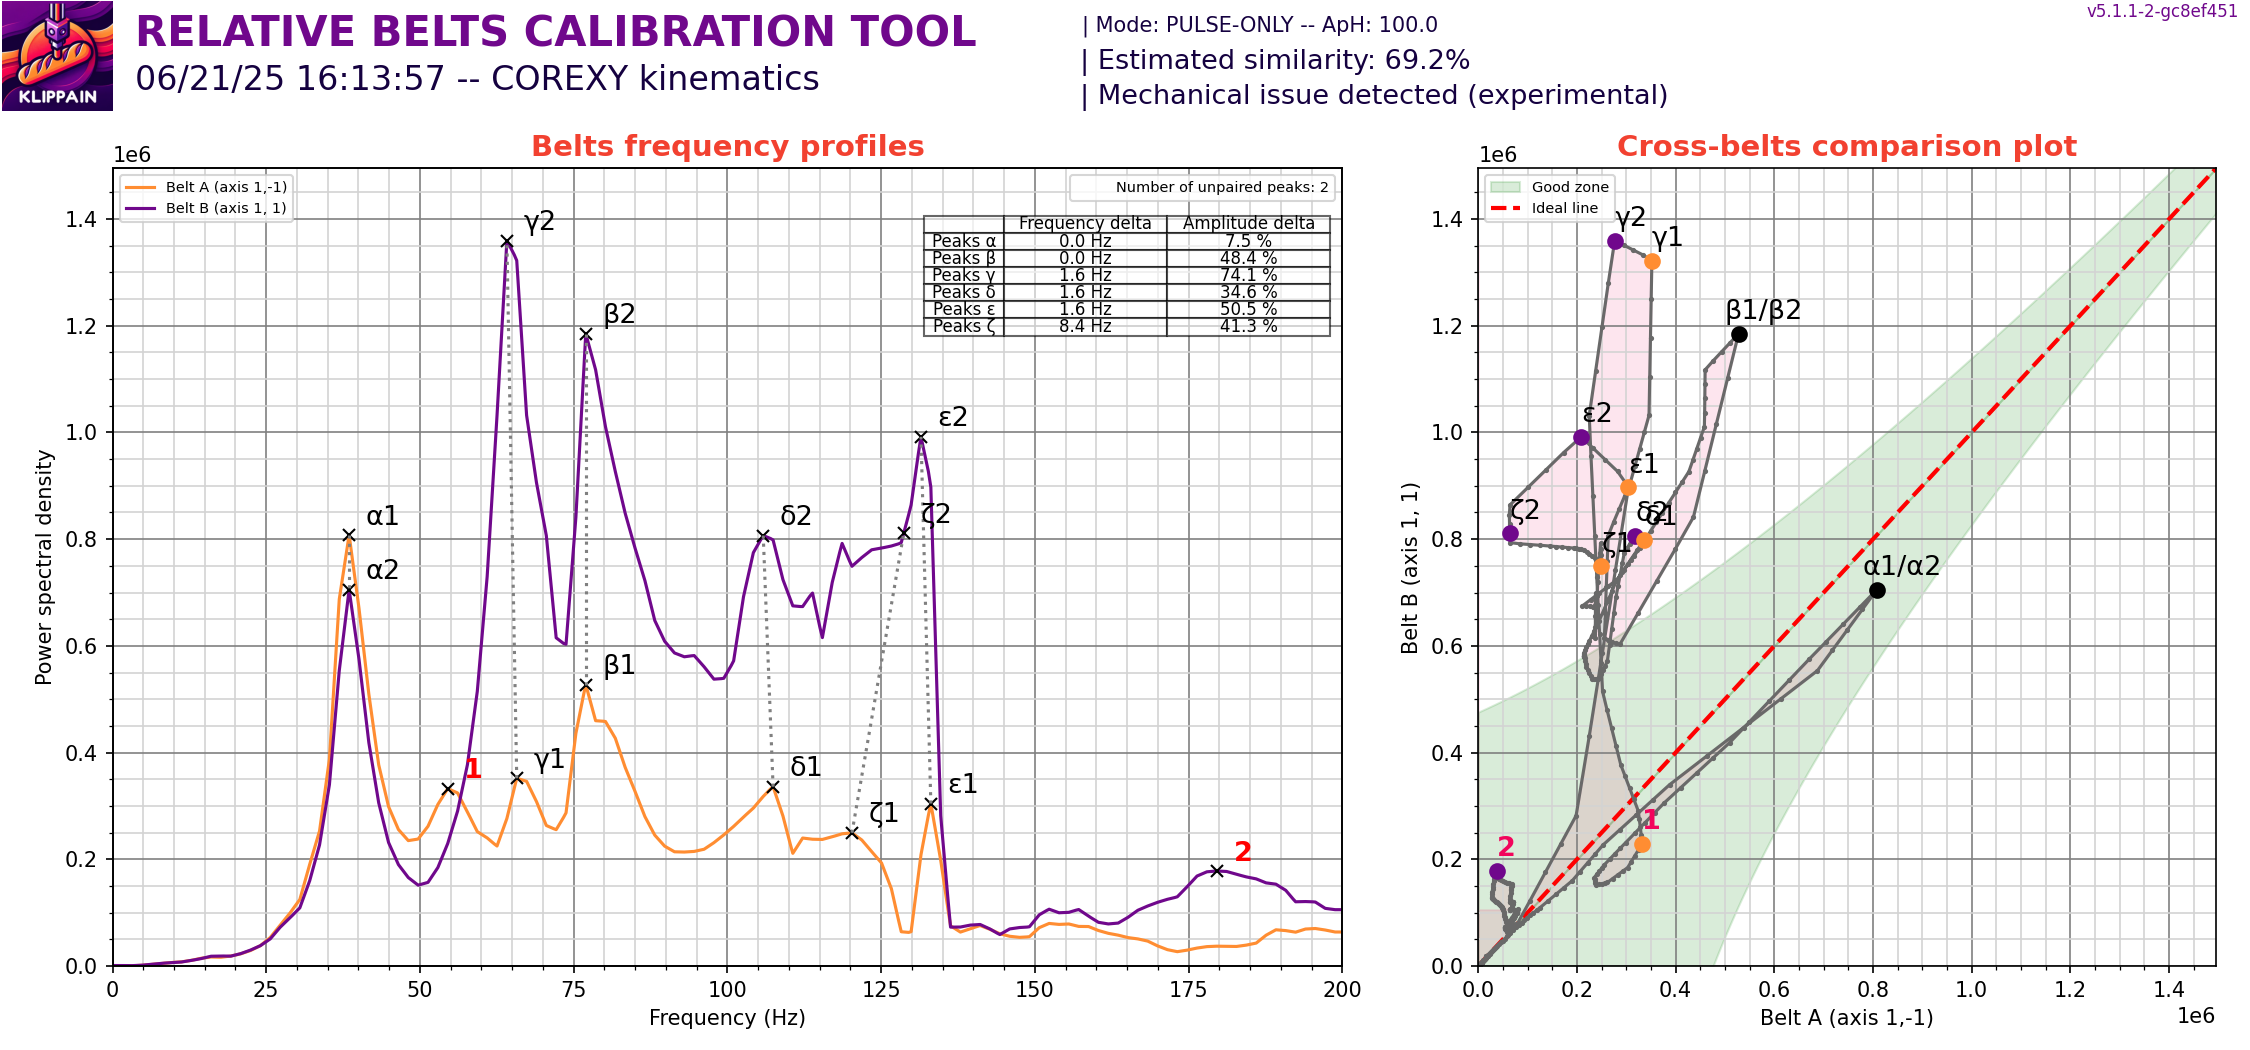 v5.1.1-2-gc8ef451
KLIPPAIN
RELATIVE BELTS CALIBRATION TOOL
06/21/25 16:13:57 -- COREXY kinematics
| Mode: PULSE-ONLY -- ApH: 100.0
| Estimated similarity: 69.2%
| Mechanical issue detected (experimental)
Belts frequency profiles
1e6
Belt A (axis 1,-1)
Belt B (axis 1, 1)
Number of unpaired peaks: 2
Frequency delta Amplitude delta
Peaks α 0.0 Hz 7.5 %
Peaks β 0.0 Hz 48.4 %
Peaks γ 1.6 Hz 74.1 %
Peaks δ 1.6 Hz 34.6 %
Peaks ε 1.6 Hz 50.5 %
Peaks ζ 8.4 Hz 41.3 %
γ2
β2
ε2
α1
δ2
ζ2
α2
β1
1
γ1
δ1
ε1
ζ1
2
1.4
1.2
1.0
0.8
0.6
0.4
0.2
0.0
Power spectral density
0 25 50 75 100 125 150 175 200
Frequency (Hz)
Cross-belts comparison plot
1e6
Good zone
Ideal line
γ2
γ1
β1/β2
ε2
ε1
ζ2
δ2
δ1
ζ1
α1/α2
1
2
1.4
1.2
1.0
0.8
0.6
0.4
0.2
0.0
Belt B (axis 1, 1)
0.0 0.2 0.4 0.6 0.8 1.0 1.2 1.4
Belt A (axis 1,-1)
1e6